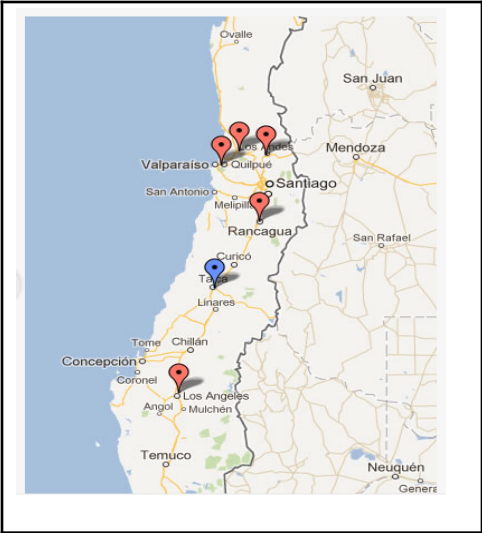 Ovalle
San Juan
Los Andes
Mendoza
Valparaíso
Quilpué
Santiago
San Antonio
Melipilla
Rancagua
San Rafael
Curicó
Talca
Linares
Tome
Chillán
Concepción
Coronel
Los Angeles
Angol
Mulchén
Temuco
Neuquén
Genera